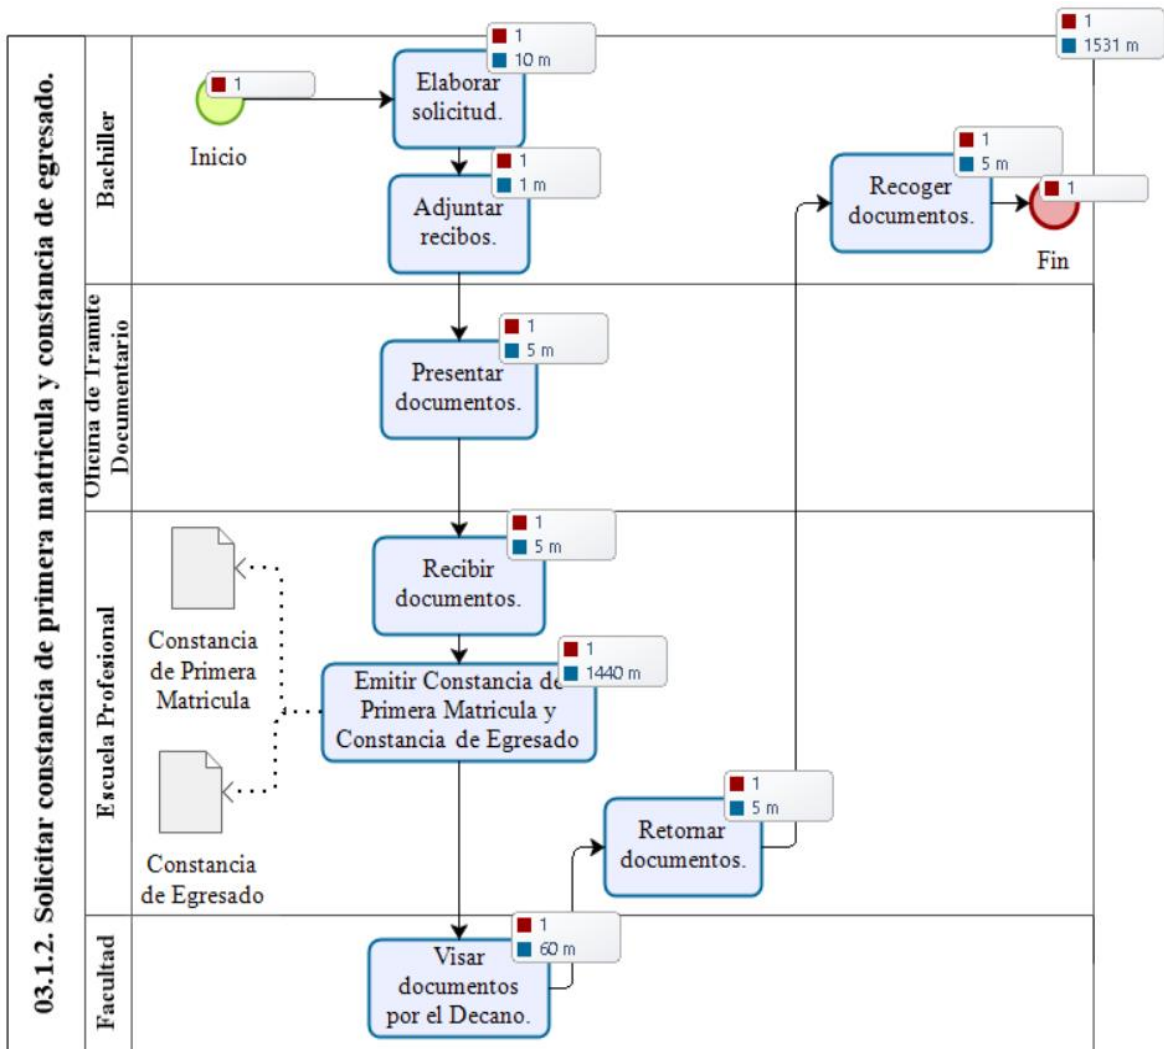 03.1.2. Solicitar constancia de primera matricula y constancia de egresado.
1
1531 m
Bachiller
1
Inicio
1
10 m
Elaborar
solicitud.
1
1 m
Adjuntar
recibos.
1
5 m
Recoger
documentos.
1
Fin
Oficina de Tramite
Documentario
1
5 m
Presentar
documentos.
Escuela Profesional
1
5 m
Recibir
documentos.
Constancia
de Primera
Matricula
1
1440 m
Emitir Constancia de
Primera Matricula y
Constancia de Egresado
Constancia
de Egresado
1
5 m
Retornar
documentos.
Facultad
1
60 m
Visar
documentos
por el Decano.